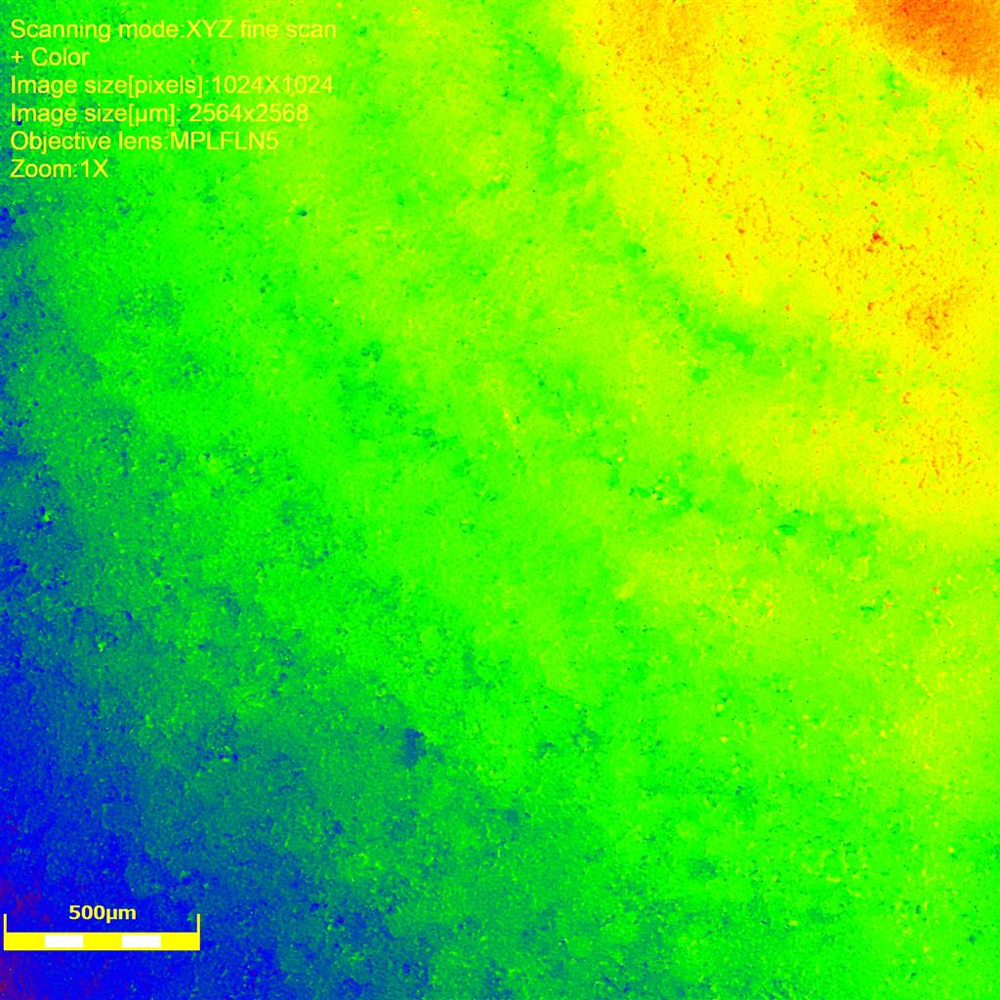 Scanning mode:XYZ fine scan
+ Color
Image size[pixels]:1024X1024
Image size[µm]: 2564x2568
Objective lens:MPLFLN5
Zoom:1X
500µm